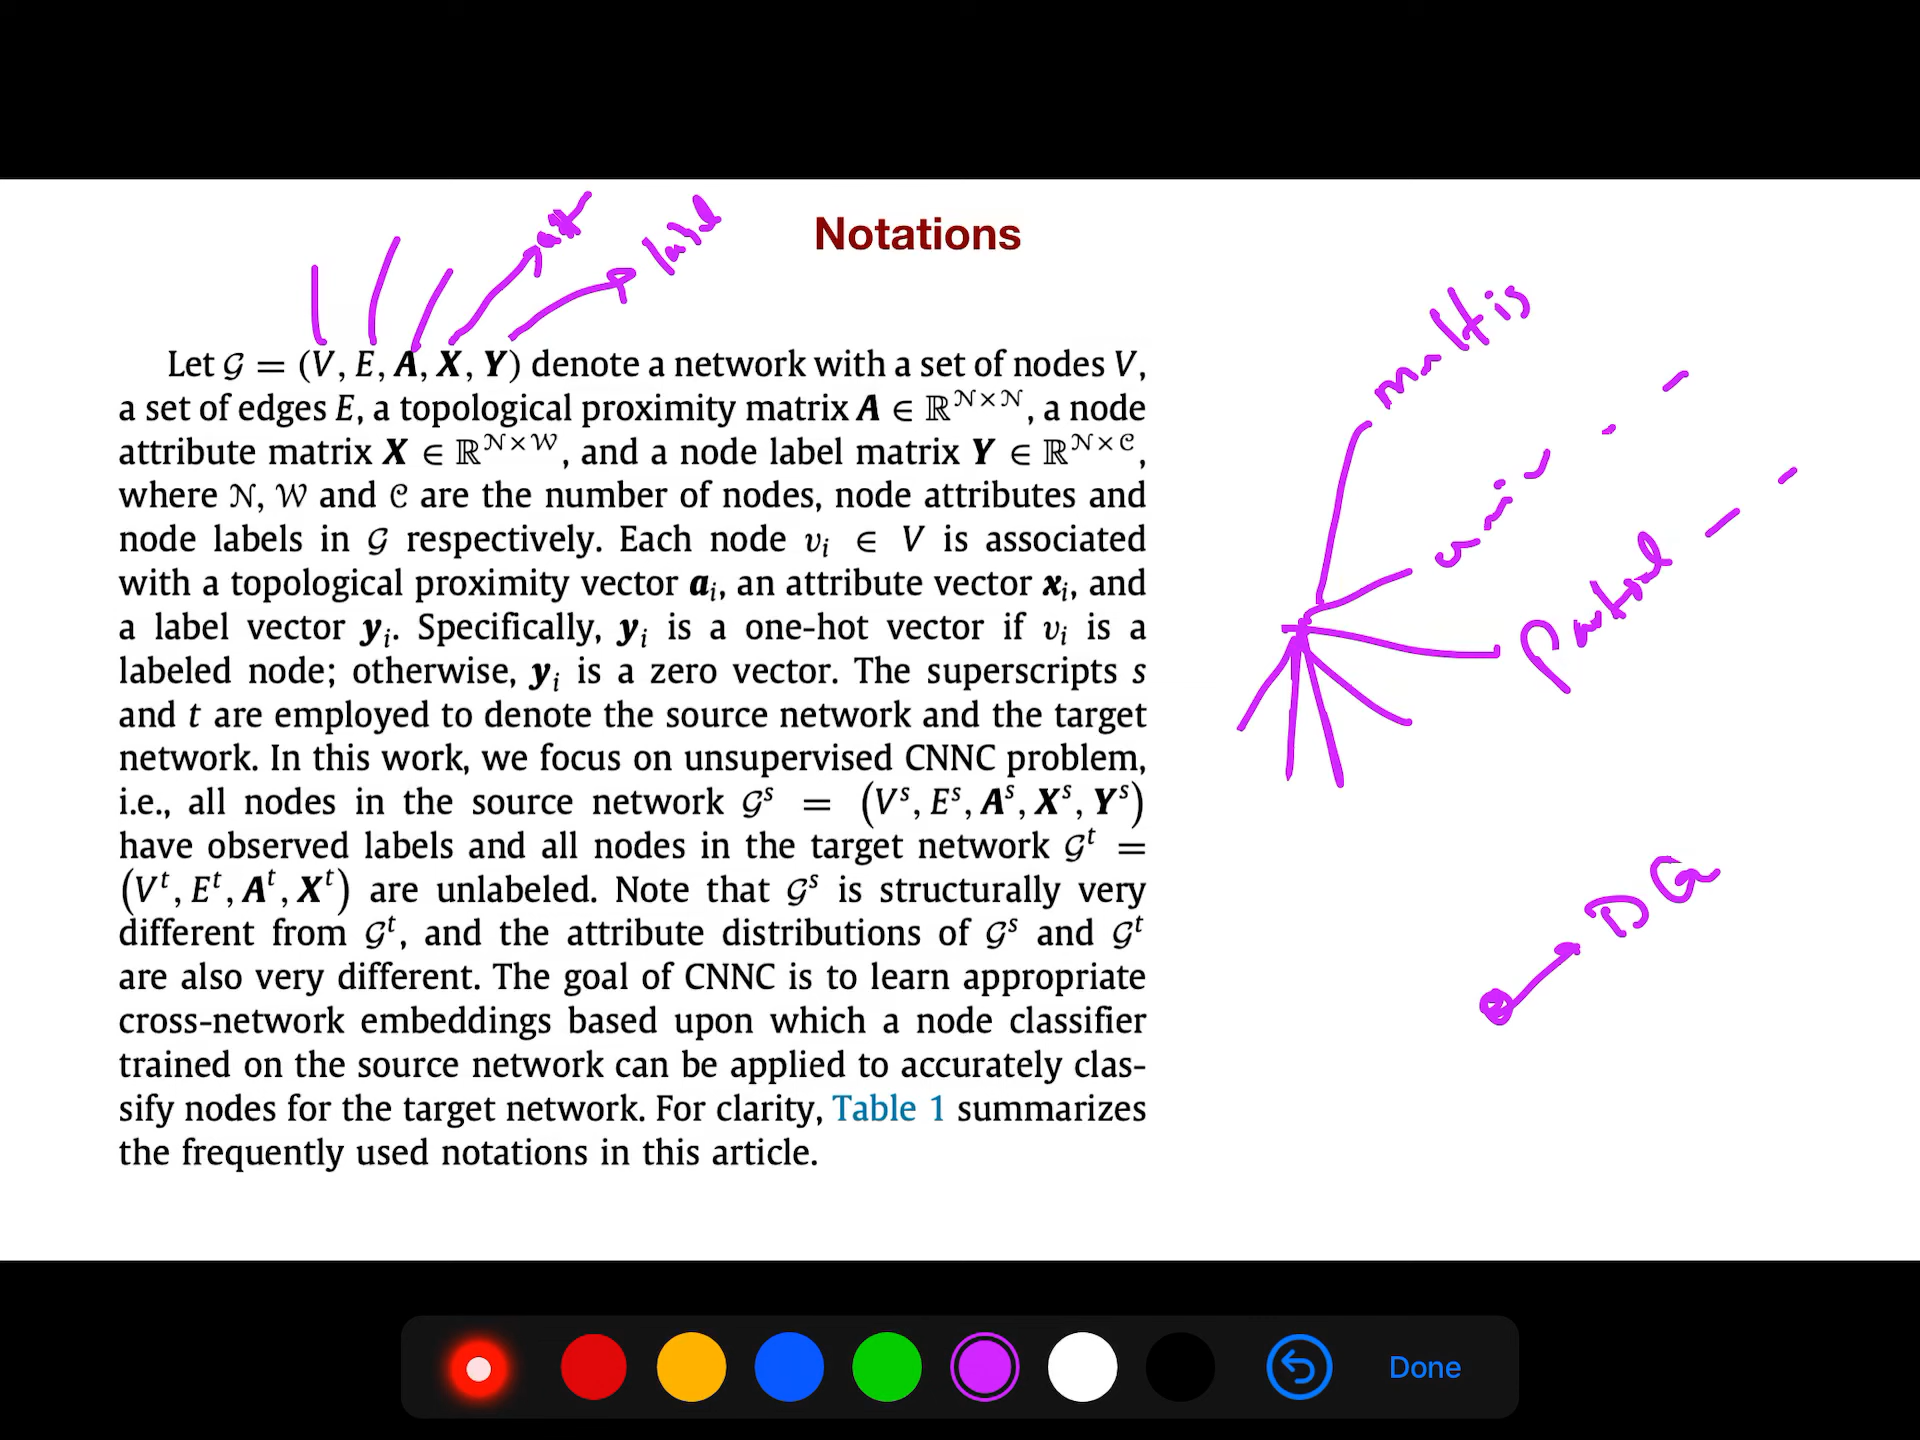 Notations
label
Let 𝒢 = (V, E, A, X, Y) denote a network with a set of nodes V,
a set of edges E, a topological proximity matrix A ∈ ℝ^{𝒩×𝒩}, a node
attribute matrix X ∈ ℝ^{𝒩×𝒲}, and a node label matrix Y ∈ ℝ^{𝒩×𝒞},
where 𝒩, 𝒲 and 𝒞 are the number of nodes, node attributes and
node labels in 𝒢 respectively. Each node v_i ∈ V is associated
with a topological proximity vector a_i, an attribute vector x_i, and
a label vector y_i. Specifically, y_i is a one-hot vector if v_i is a
labeled node; otherwise, y_i is a zero vector. The superscripts s
and t are employed to denote the source network and the target
network. In this work, we focus on unsupervised CNNC problem,
i.e., all nodes in the source network 𝒢^s = (V^s, E^s, A^s, X^s, Y^s)
have observed labels and all nodes in the target network 𝒢^t =
(V^t, E^t, A^t, X^t) are unlabeled. Note that 𝒢^s is structurally very
different from 𝒢^t, and the attribute distributions of 𝒢^s and 𝒢^t
are also very different. The goal of CNNC is to learn appropriate
cross-network embeddings based upon which a node classifier
trained on the source network can be applied to accurately clas-
sify nodes for the target network. For clarity, Table 1 summarizes
the frequently used notations in this article.
DG
Done